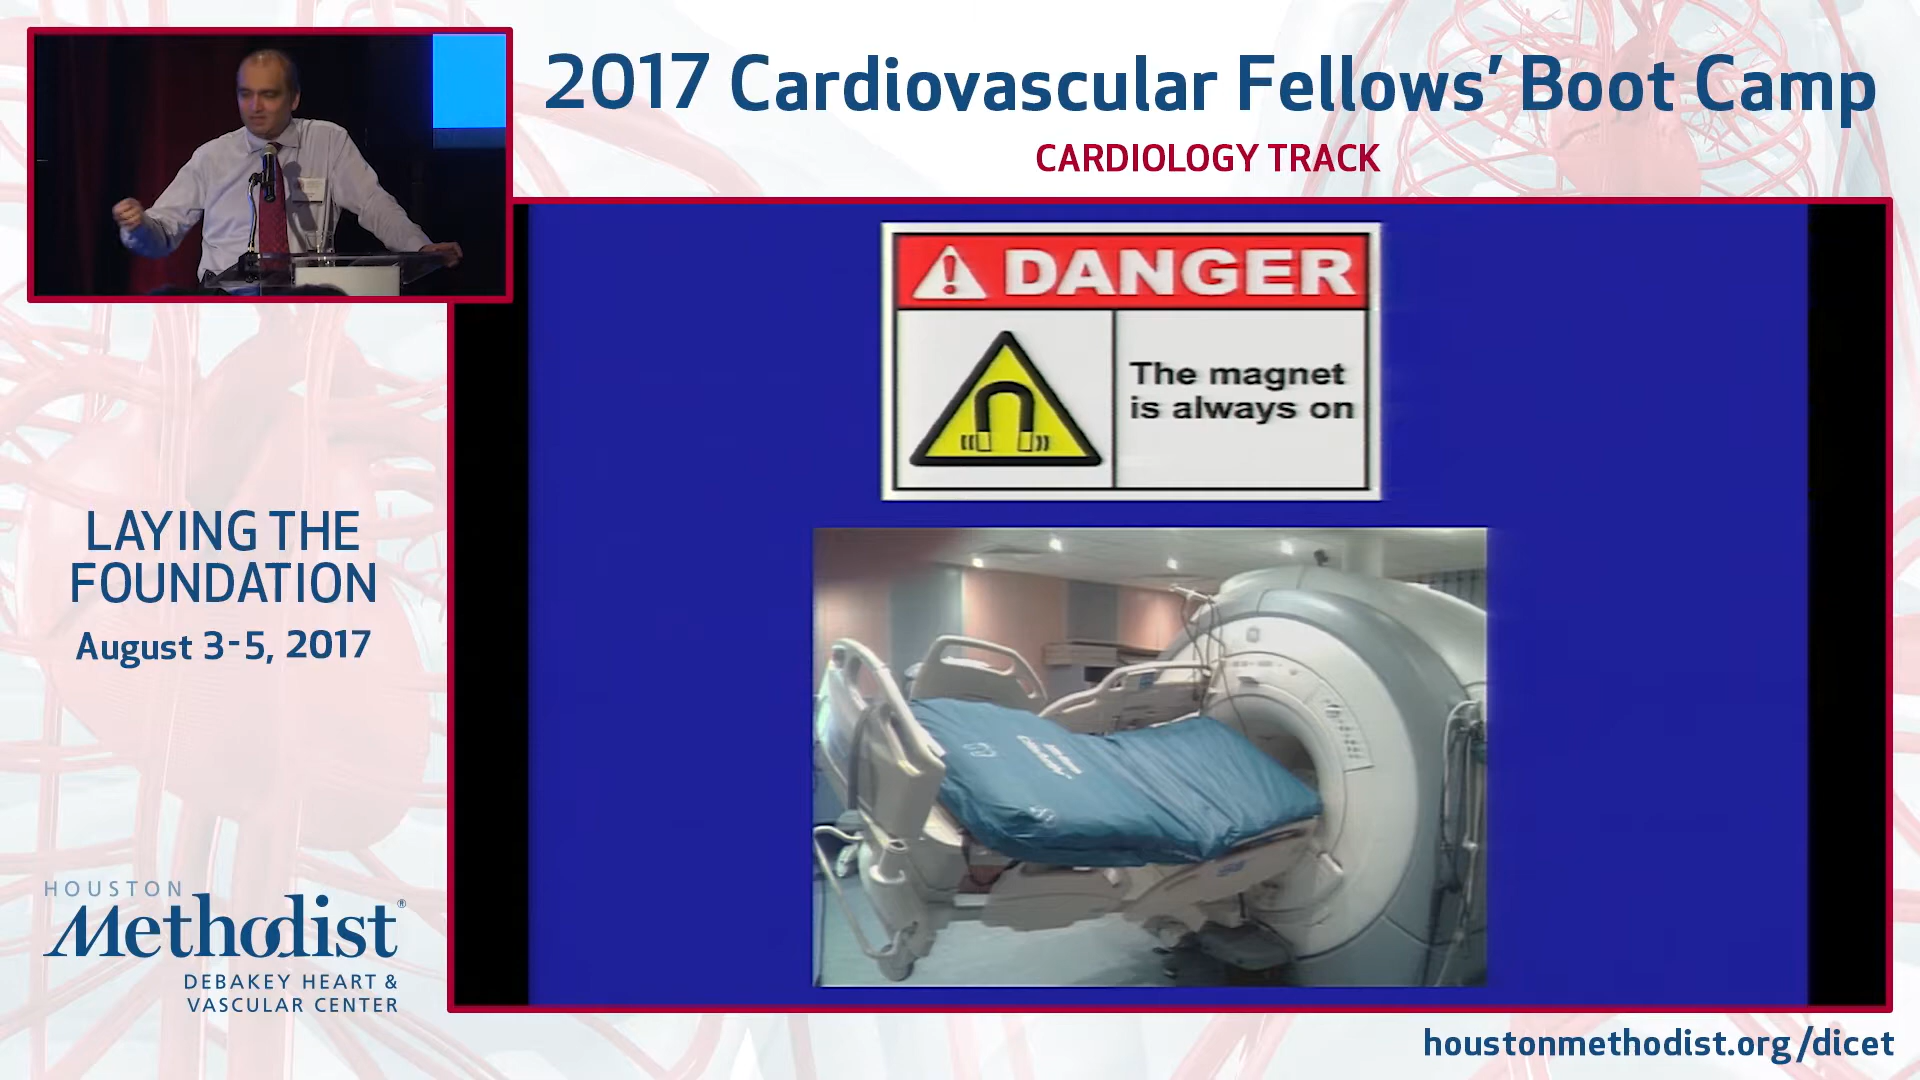 2017 Cardiovascular Fellows’ Boot Camp
CARDIOLOGY TRACK
DANGER
The magnet
is always on
LAYING THE
FOUNDATION
August 3-5, 2017
HOUSTON
Methodist®
DEBAKEY HEART &
VASCULAR CENTER
houstonmethodist.org/dicet